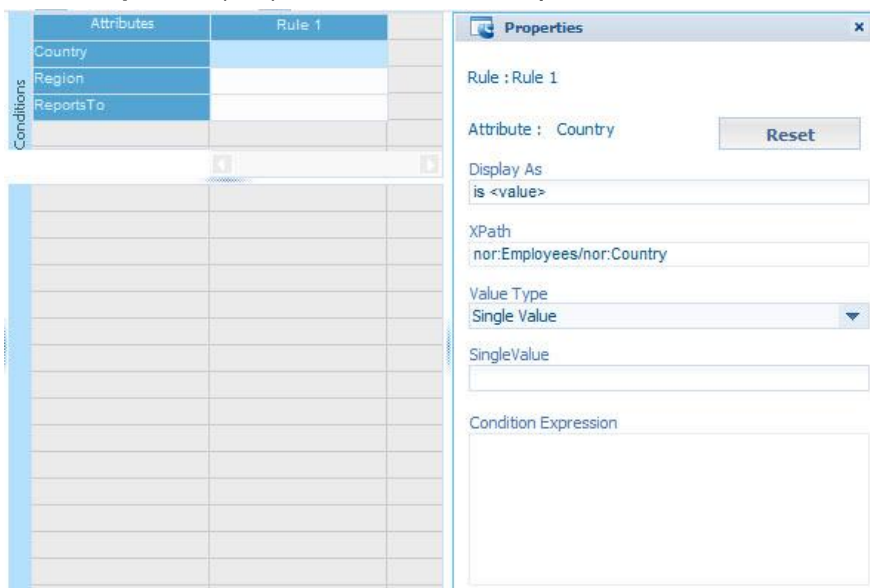 Attributes Rule 1
Country
Region
ReportsTo
Conditions
Properties
Rule : Rule 1
Attribute : Country Reset
Display As
is <value>
XPath
nor:Employees/nor:Country
Value Type
Single Value
SingleValue
Condition Expression